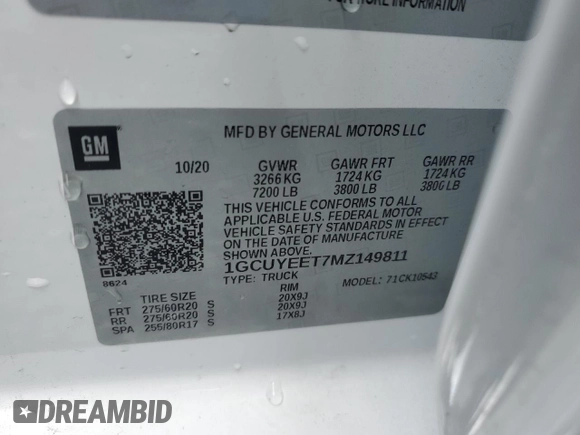 FOR MORE INFORMATION
GM
MFD BY GENERAL MOTORS LLC
10/20 GVWR GAWR FRT GAWR RR
3266 KG 1724 KG 1724 KG
7200 LB 3800 LB 3800 LB
THIS VEHICLE CONFORMS TO ALL
APPLICABLE U.S. FEDERAL MOTOR
VEHICLE SAFETY STANDARDS IN EFFECT
ON THE DATE OF MANUFACTURE
SHOWN ABOVE.
1GCUYEET7MZ149811
8624
TYPE: TRUCK MODEL: 71CK10543
TIRE SIZE RIM
FRT 275/60R20 S 20X9J
RR 275/60R20 S 20X9J
SPA 255/80R17 S 17X8J
DREAMBID